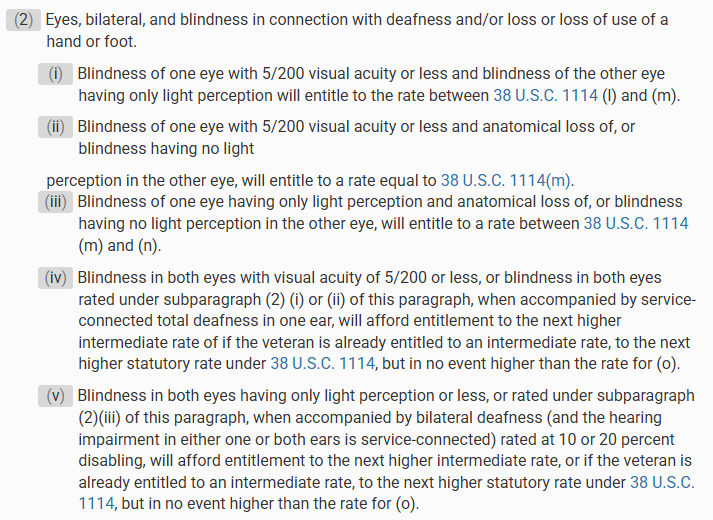 (2) Eyes, bilateral, and blindness in connection with deafness and/or loss or loss of use of a
hand or foot.
(i) Blindness of one eye with 5/200 visual acuity or less and blindness of the other eye
having only light perception will entitle to the rate between 38 U.S.C. 1114 (l) and (m).
(ii) Blindness of one eye with 5/200 visual acuity or less and anatomical loss of, or
blindness having no light
perception in the other eye, will entitle to a rate equal to 38 U.S.C. 1114(m).
(iii) Blindness of one eye having only light perception and anatomical loss of, or blindness
having no light perception in the other eye, will entitle to a rate between 38 U.S.C. 1114
(m) and (n).
(iv) Blindness in both eyes with visual acuity of 5/200 or less, or blindness in both eyes
rated under subparagraph (2) (i) or (ii) of this paragraph, when accompanied by service-
connected total deafness in one ear, will afford entitlement to the next higher
intermediate rate of if the veteran is already entitled to an intermediate rate, to the next
higher statutory rate under 38 U.S.C. 1114, but in no event higher than the rate for (o).
(v) Blindness in both eyes having only light perception or less, or rated under subparagraph
(2)(iii) of this paragraph, when accompanied by bilateral deafness (and the hearing
impairment in either one or both ears is service-connected) rated at 10 or 20 percent
disabling, will afford entitlement to the next higher intermediate rate, or if the veteran is
already entitled to an intermediate rate, to the next higher statutory rate under 38 U.S.C.
1114, but in no event higher than the rate for (o).